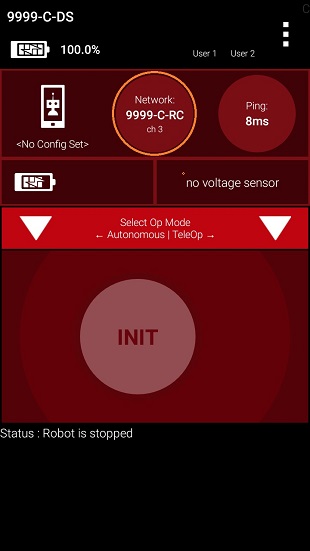 9999-C-DS
100.0%
User 1 User 2
Network:
9999-C-RC
ch 3
Ping:
8ms
<No Config Set>
no voltage sensor
Select Op Mode
← Autonomous | TeleOp →
INIT
Status : Robot is stopped